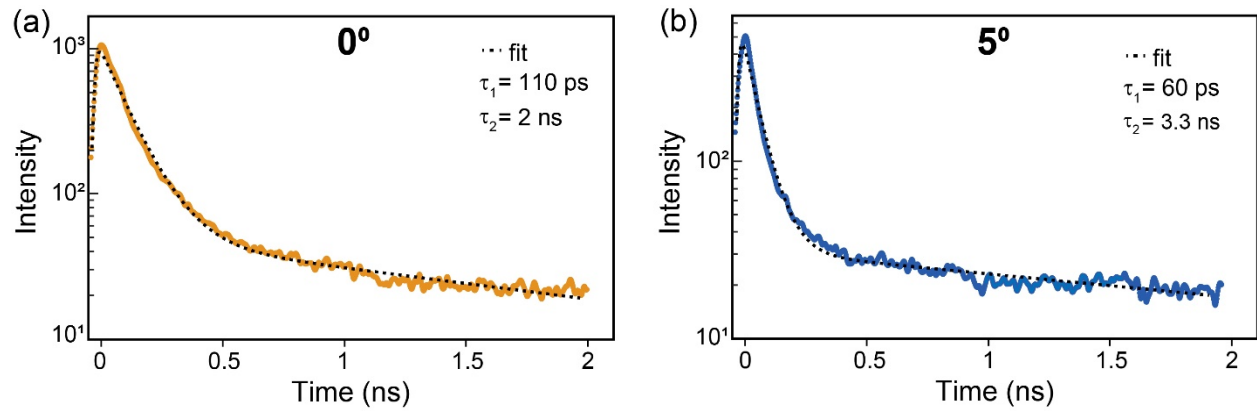 (a)
0⁰
fit
τ₁= 110 ps
τ₂= 2 ns
10³
10²
10¹
Intensity
0
0.5
1
1.5
2
Time (ns)
(b)
5⁰
fit
τ₁= 60 ps
τ₂= 3.3 ns
10²
10¹
Intensity
0
0.5
1
1.5
2
Time (ns)